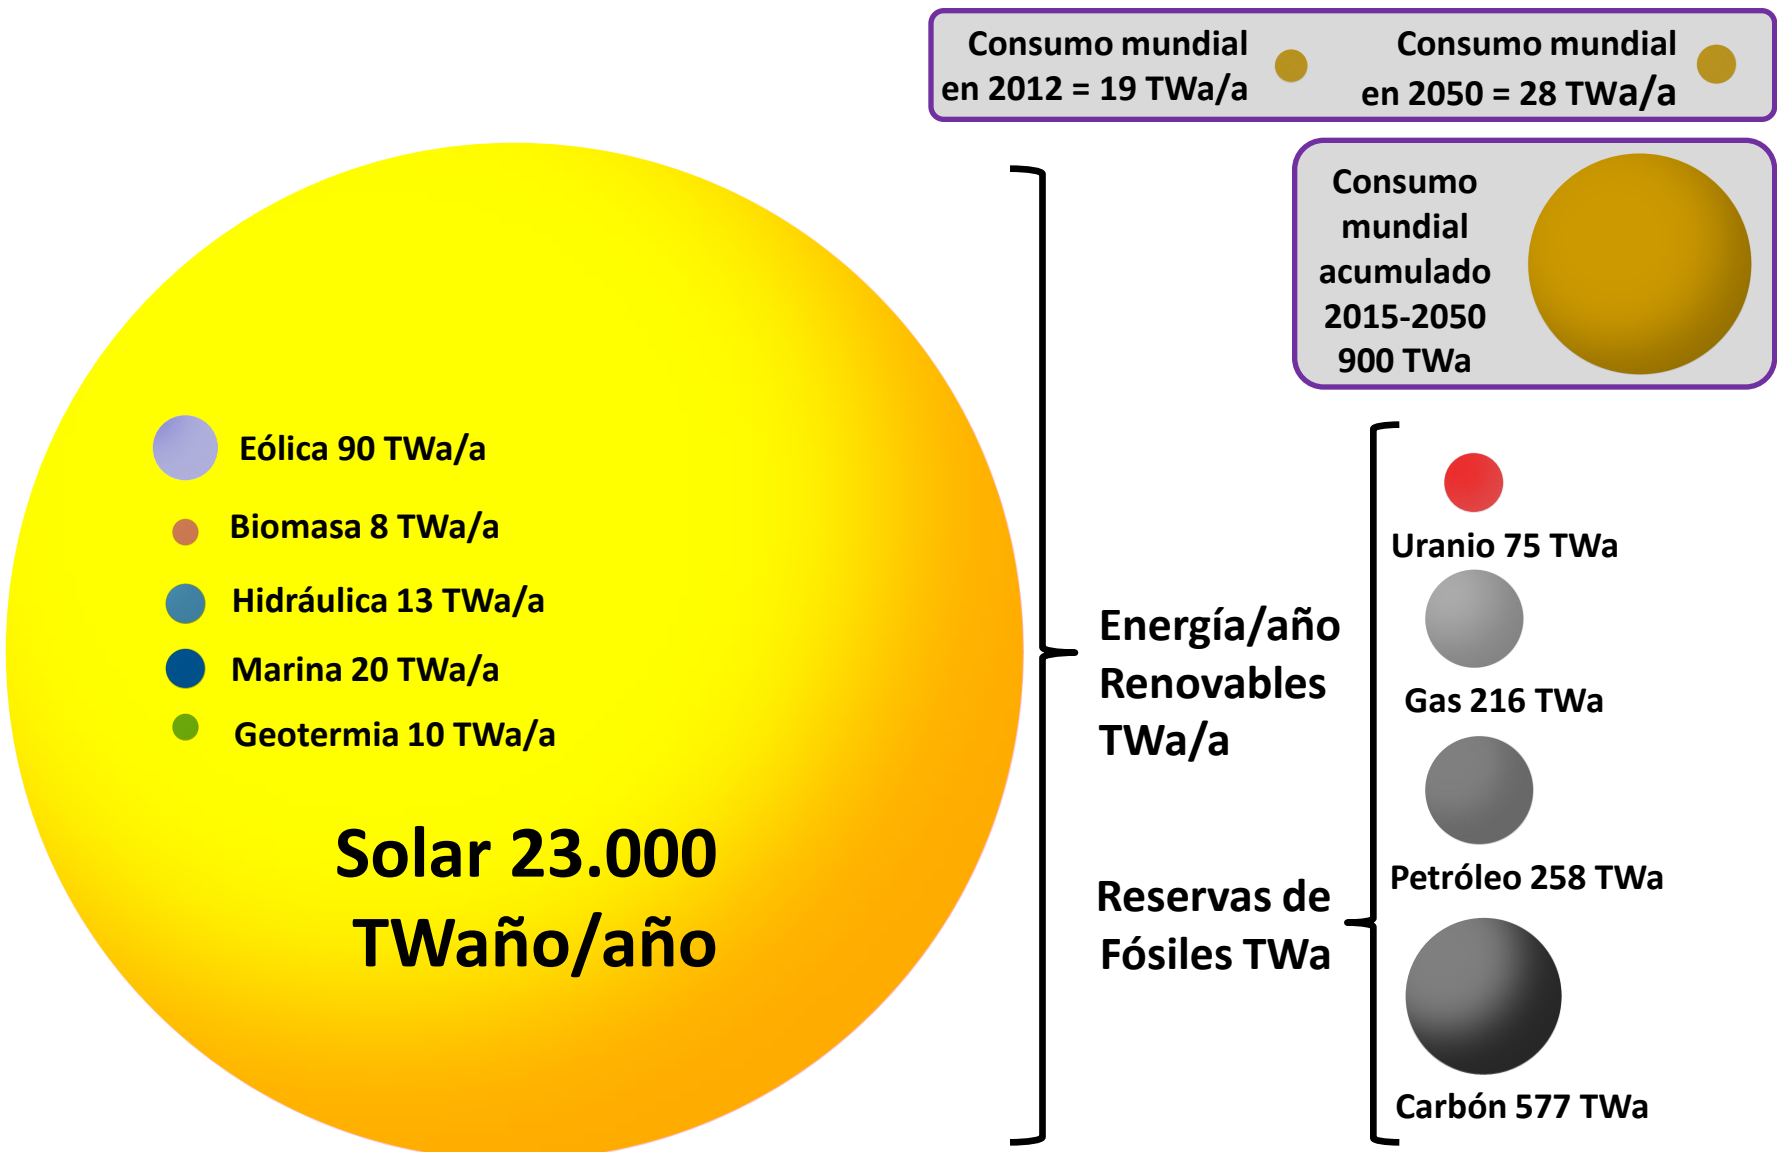 Consumo mundial
en 2012 = 19 TWa/a
Consumo mundial
en 2050 = 28 TWa/a
Consumo
mundial
acumulado
2015-2050
900 TWa
Eólica 90 TWa/a
Biomasa 8 TWa/a
Hidráulica 13 TWa/a
Marina 20 TWa/a
Geotermia 10 TWa/a
Solar 23.000
TWaño/año
Energía/año
Renovables
TWa/a
Reservas de
Fósiles TWa
Uranio 75 TWa
Gas 216 TWa
Petróleo 258 TWa
Carbón 577 TWa